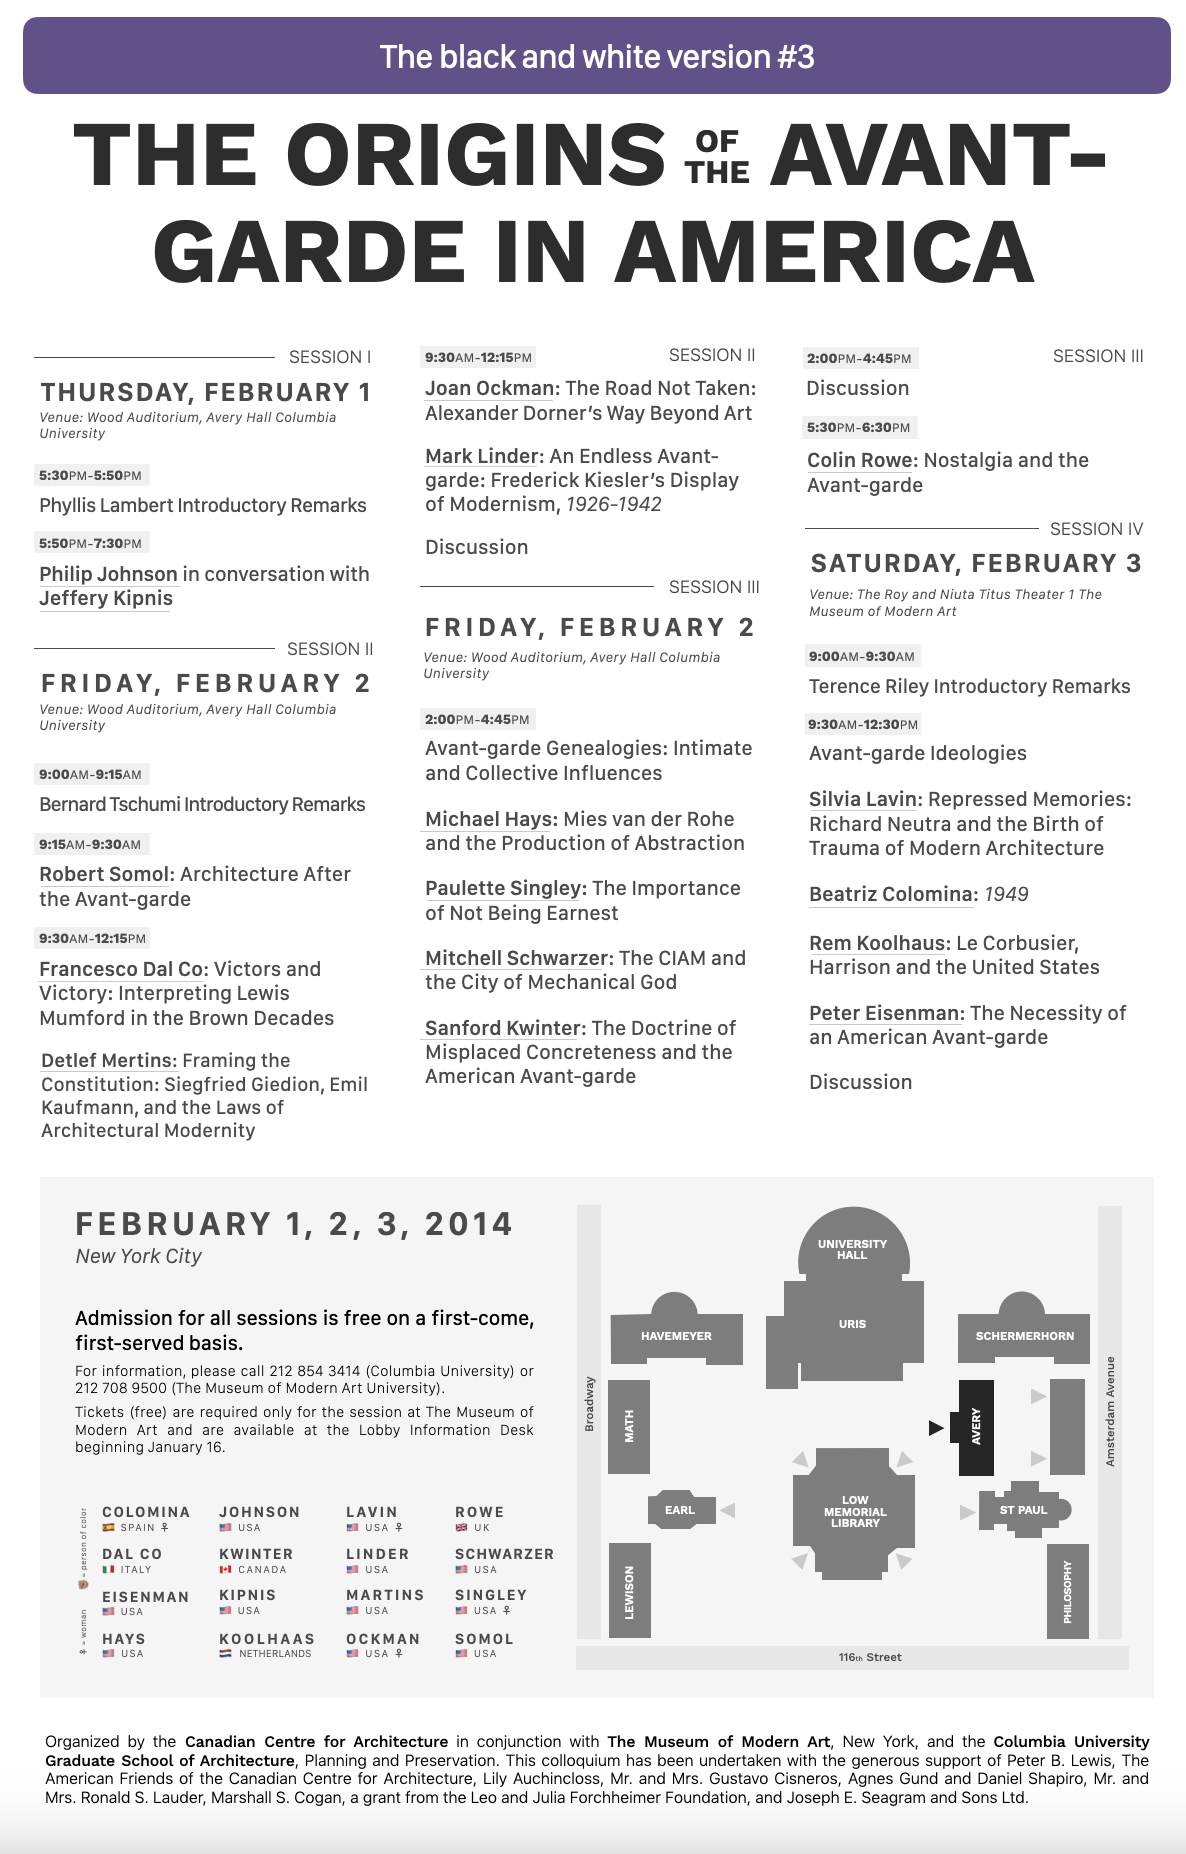 The black and white version #3
THE ORIGINS OF THE AVANT-
GARDE IN AMERICA
SESSION I
THURSDAY, FEBRUARY 1
Venue: Wood Auditorium, Avery Hall Columbia
University
5:30PM-5:50PM
Phyllis Lambert Introductory Remarks
5:50PM-7:30PM
Philip Johnson in conversation with
Jeffery Kipnis
SESSION II
FRIDAY, FEBRUARY 2
Venue: Wood Auditorium, Avery Hall Columbia
University
9:00AM-9:15AM
Bernard Tschumi Introductory Remarks
9:15AM-9:30AM
Robert Somol: Architecture After
the Avant-garde
9:30AM-12:15PM
Francesco Dal Co: Victors and
Victory: Interpreting Lewis
Mumford in the Brown Decades
Detlef Mertins: Framing the
Constitution: Siegfried Giedion, Emil
Kaufmann, and the Laws of
Architectural Modernity
9:30AM-12:15PM SESSION II
Joan Ockman: The Road Not Taken:
Alexander Dorner's Way Beyond Art
Mark Linder: An Endless Avant-
garde: Frederick Kiesler's Display
of Modernism, 1926-1942
Discussion
SESSION III
FRIDAY, FEBRUARY 2
Venue: Wood Auditorium, Avery Hall Columbia
University
2:00PM-4:45PM
Avant-garde Genealogies: Intimate
and Collective Influences
Michael Hays: Mies van der Rohe
and the Production of Abstraction
Paulette Singley: The Importance
of Not Being Earnest
Mitchell Schwarzer: The CIAM and
the City of Mechanical God
Sanford Kwinter: The Doctrine of
Misplaced Concreteness and the
American Avant-garde
2:00PM-4:45PM SESSION III
Discussion
5:30PM-6:30PM
Colin Rowe: Nostalgia and the
Avant-garde
SESSION IV
SATURDAY, FEBRUARY 3
Venue: The Roy and Niuta Titus Theater 1 The
Museum of Modern Art
9:00AM-9:30AM
Terence Riley Introductory Remarks
9:30AM-12:30PM
Avant-garde Ideologies
Silvia Lavin: Repressed Memories:
Richard Neutra and the Birth of
Trauma of Modern Architecture
Beatriz Colomina: 1949
Rem Koolhaus: Le Corbusier,
Harrison and the United States
Peter Eisenman: The Necessity of
an American Avant-garde
Discussion
FEBRUARY 1, 2, 3, 2014
New York City
Admission for all sessions is free on a first-come,
first-served basis.
For information, please call 212 854 3414 (Columbia University) or
212 708 9500 (The Museum of Modern Art University).
Tickets (free) are required only for the session at The Museum of
Modern Art and are available at the Lobby Information Desk
beginning January 16.
= woman = person of color
COLOMINA JOHNSON LAVIN ROWE
SPAIN USA USA UK
DAL CO KWINTER LINDER SCHWARZER
ITALY CANADA USA USA
EISENMAN KIPNIS MARTINS SINGLEY
USA USA USA USA
HAYS KOOLHAAS OCKMAN SOMOL
USA NETHERLANDS USA USA
UNIVERSITY
HALL
HAVEMEYER
URIS
SCHERMERHORN
Broadway
MATH
AVERY
Amsterdam Avenue
EARL
LOW
MEMORIAL
LIBRARY
ST PAUL
LEWISON
PHILOSOPHY
116th Street
Organized by the Canadian Centre for Architecture in conjunction with The Museum of Modern Art, New York, and the Columbia University
Graduate School of Architecture, Planning and Preservation. This colloquium has been undertaken with the generous support of Peter B. Lewis, The
American Friends of the Canadian Centre for Architecture, Lily Auchincloss, Mr. and Mrs. Gustavo Cisneros, Agnes Gund and Daniel Shapiro, Mr. and
Mrs. Ronald S. Lauder, Marshall S. Cogan, a grant from the Leo and Julia Forchheimer Foundation, and Joseph E. Seagram and Sons Ltd.